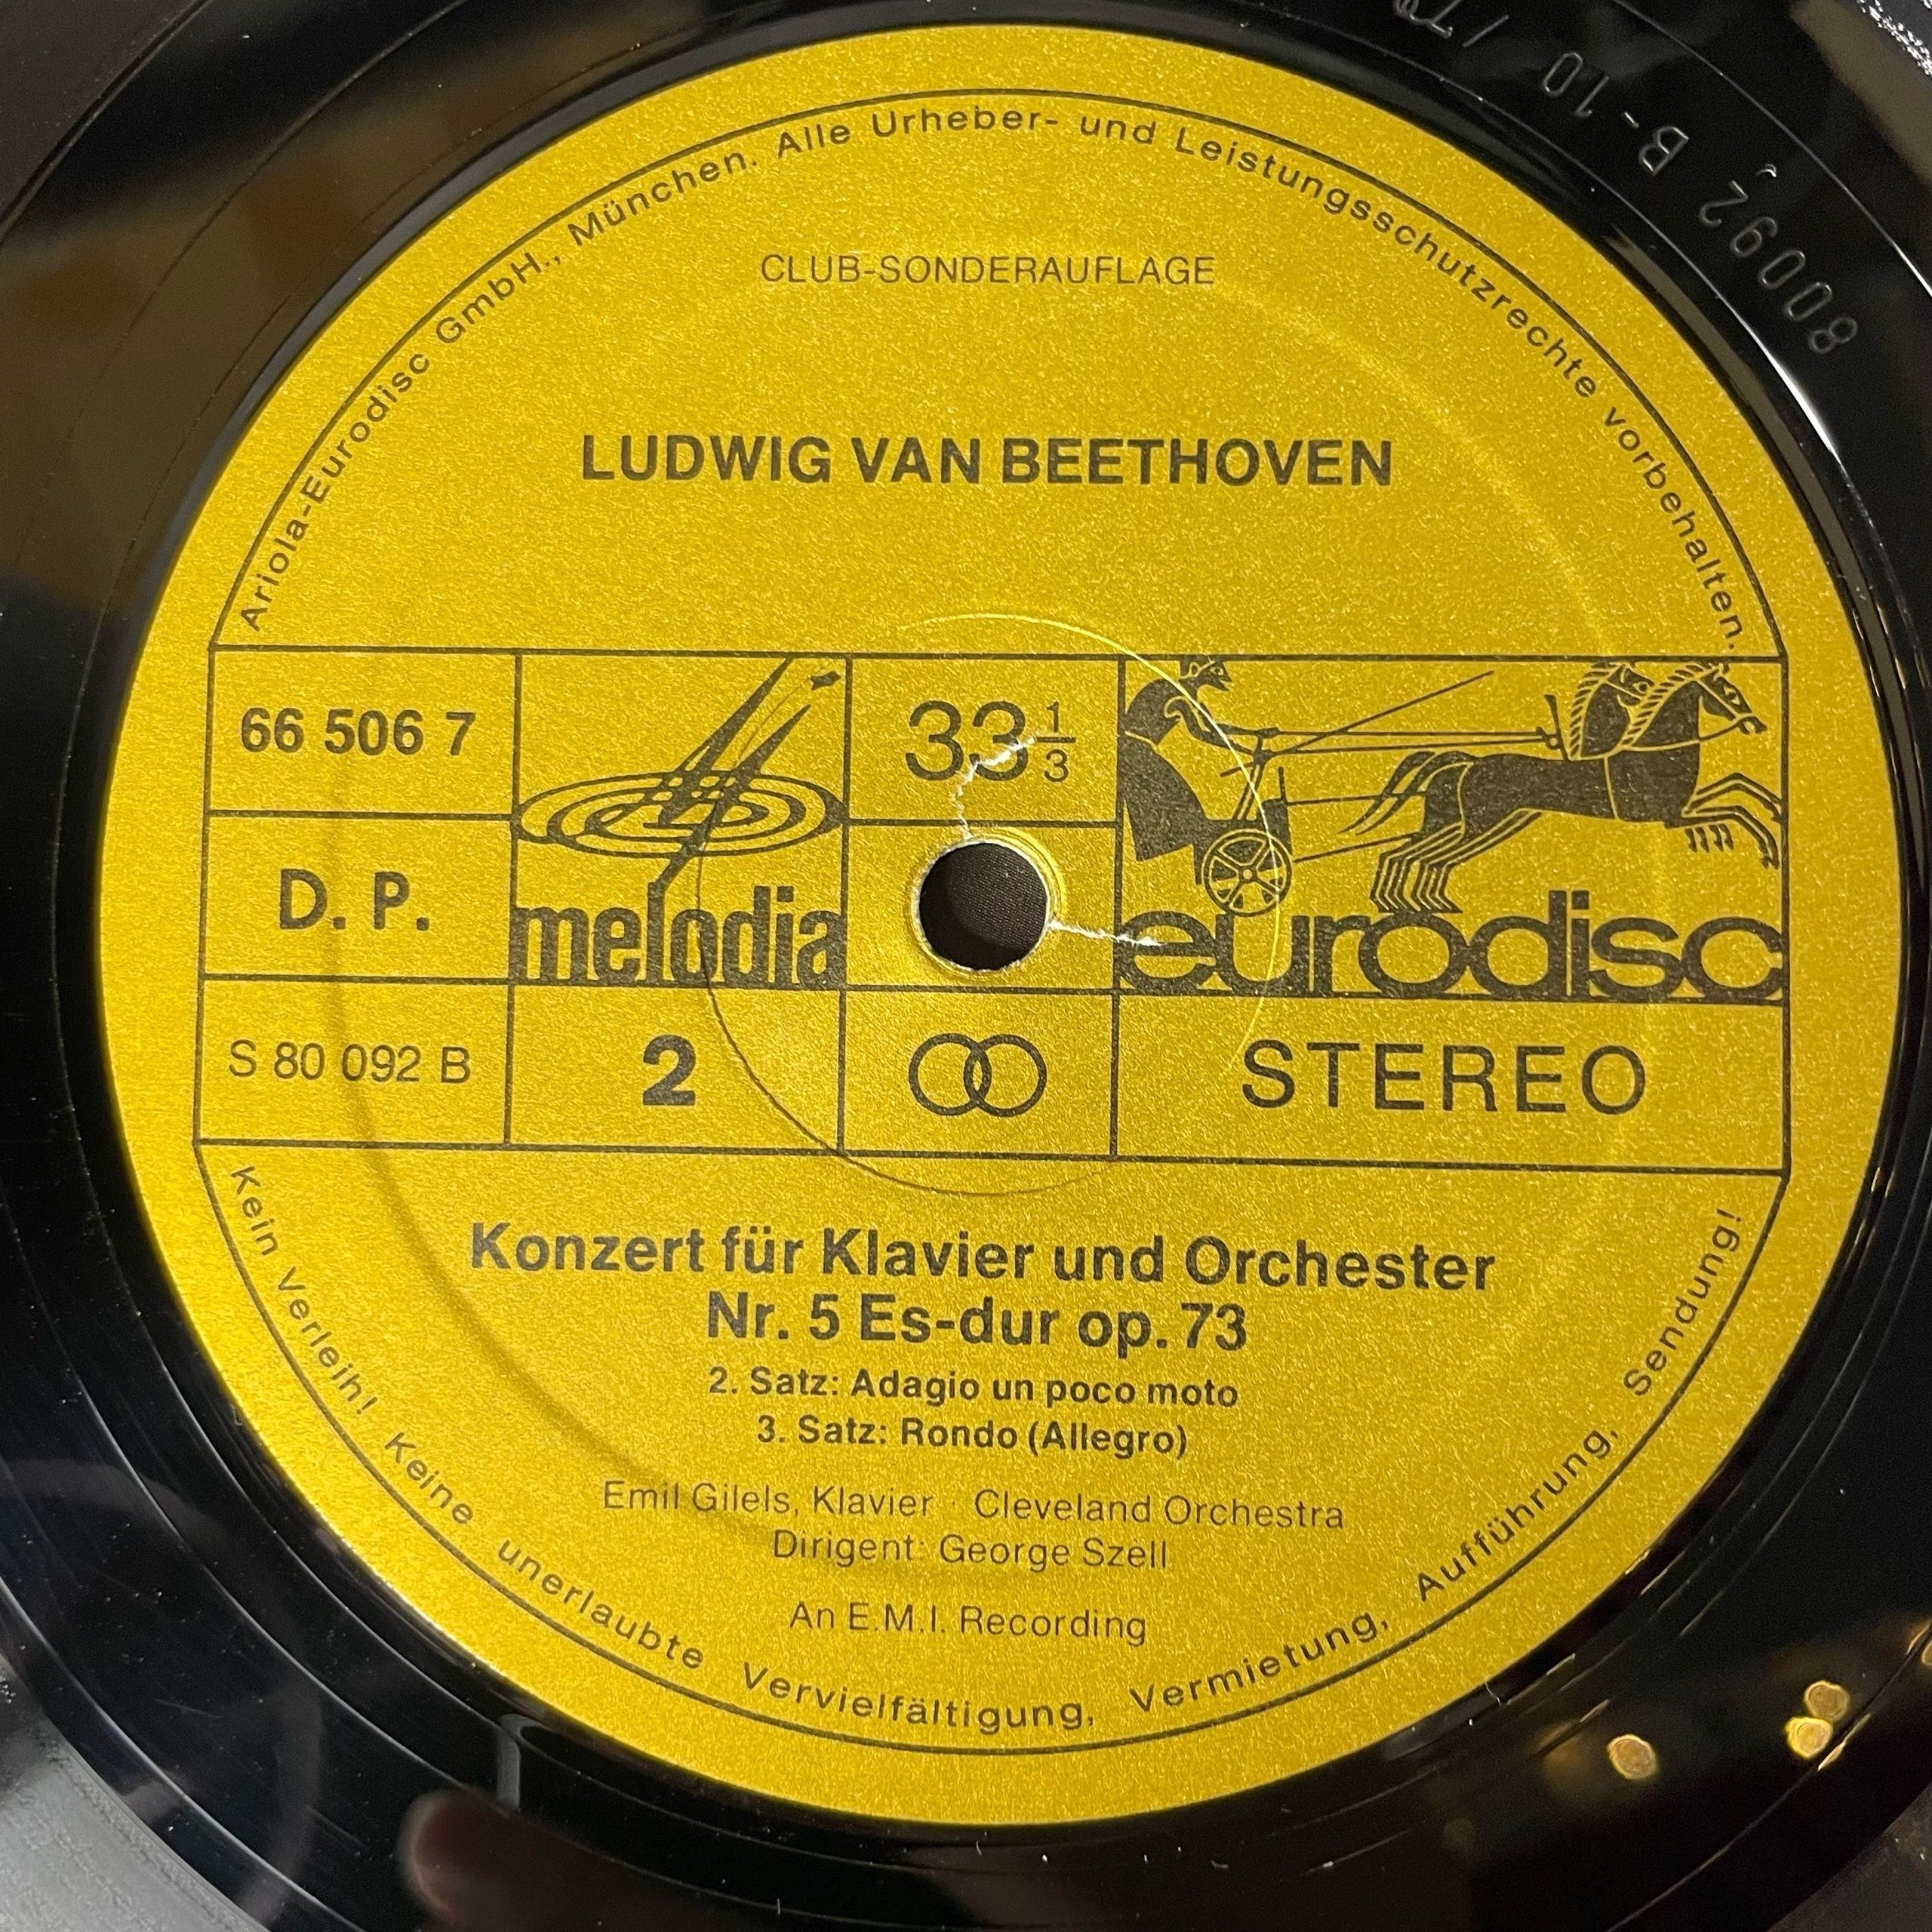 Ariola-Eurodisc GmbH., München. Alle Urheber- und Leistungsschutzrechte vorbehalten.
80092 B-10
CLUB-SONDERAUFLAGE
LUDWIG VAN BEETHOVEN
66 506 7
33 1/3
D. P.
melodia
eurodisc
S 80 092 B
2
STEREO
Konzert für Klavier und Orchester
Nr. 5 Es-dur op. 73
2. Satz: Adagio un poco moto
3. Satz: Rondo (Allegro)
Emil Gilels, Klavier · Cleveland Orchestra
Dirigent: George Szell
An E.M.I. Recording
Kein Verleih! Keine unerlaubte Vervielfältigung, Vermietung, Aufführung, Sendung!